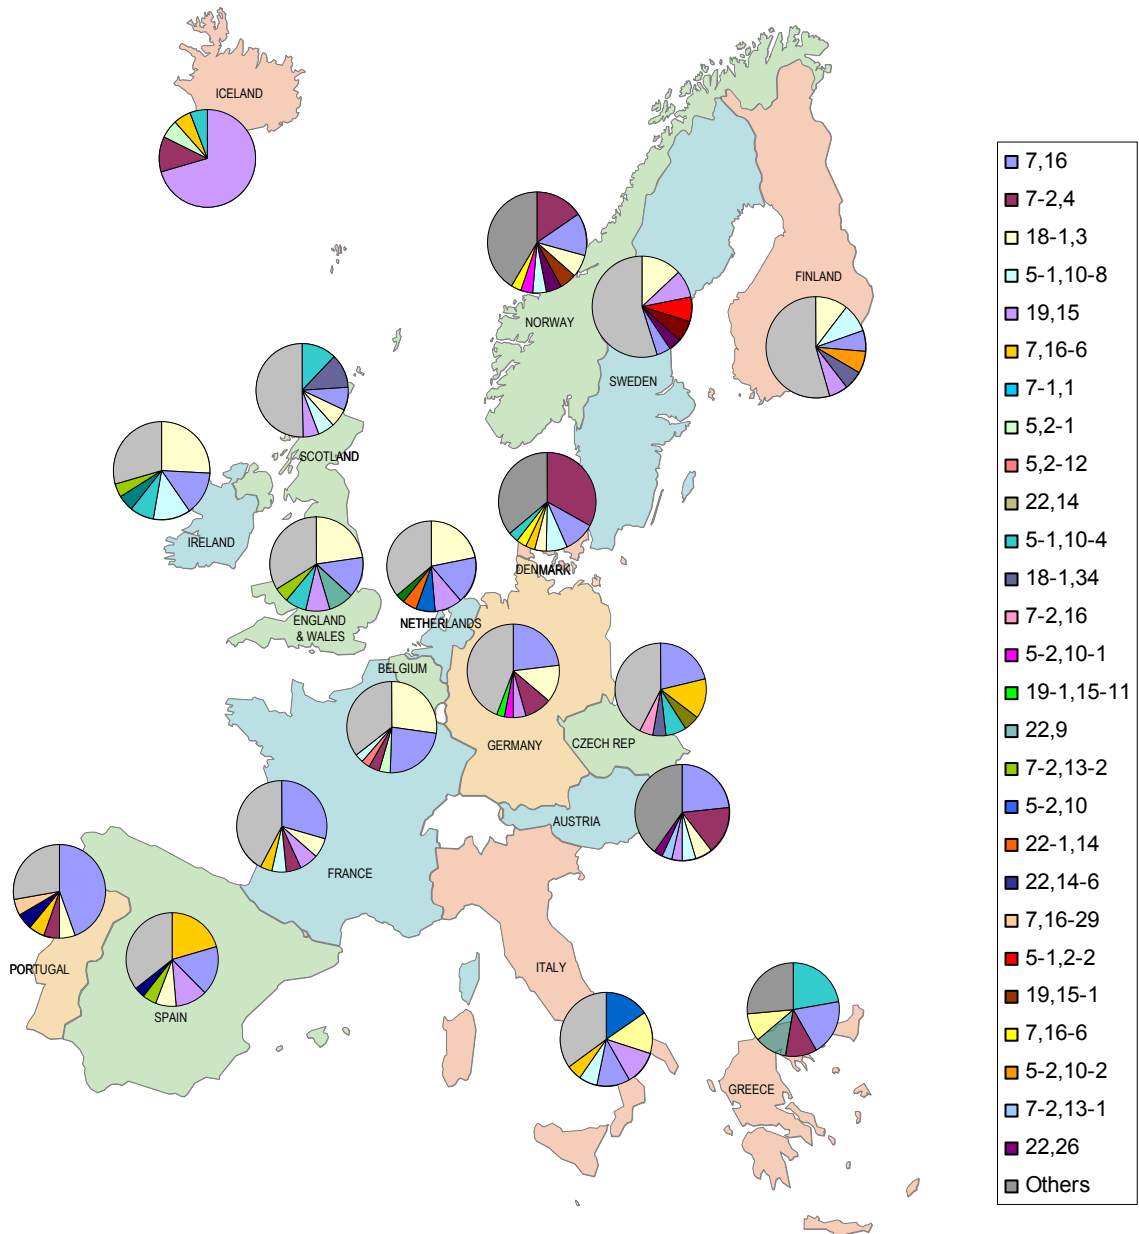 ICELAND
FINLAND
NORWAY
SWEDEN
SCOTLAND
IRELAND
DENMARK
ENGLAND
& WALES
NETHERLANDS
BELGIUM
GERMANY
CZECH REP
AUSTRIA
FRANCE
PORTUGAL
SPAIN
ITALY
GREECE
7,16
7-2,4
18-1,3
5-1,10-8
19,15
7,16-6
7-1,1
5,2-1
5,2-12
22,14
5-1,10-4
18-1,34
7-2,16
5-2,10-1
19-1,15-11
22,9
7-2,13-2
5-2,10
22-1,14
22,14-6
7,16-29
5-1,2-2
19,15-1
7,16-6
5-2,10-2
7-2,13-1
22,26
Others